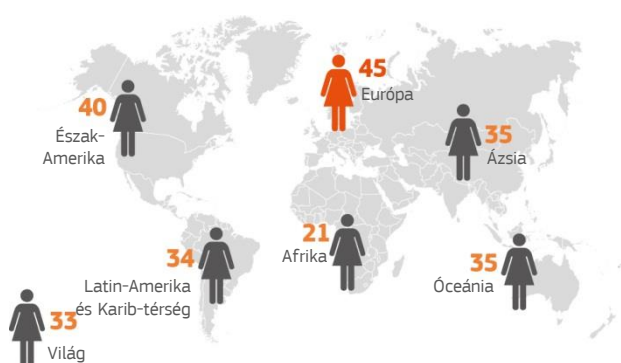 45
Európa
40
Észak-
Amerika
35
Ázsia
21
Afrika
34
Latin-Amerika
és Karib-térség
35
Óceánia
33
Világ